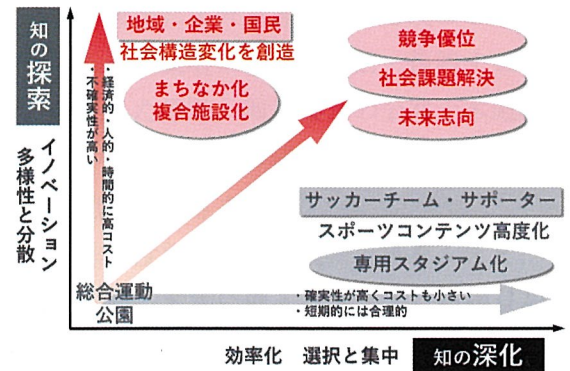 知の探索
イノベーション
多様性と分散
・経済的・人的・時間的に高コスト
・不確実性が高い
地域・企業・国民
社会構造変化を創造
まちなか化
複合施設化
競争優位
社会課題解決
未来志向
サッカーチーム・サポーター
スポーツコンテンツ高度化
専用スタジアム化
総合運動
公園
・確実性が高くコストも小さい
・短期的には合理的
効率化 選択と集中 知の深化